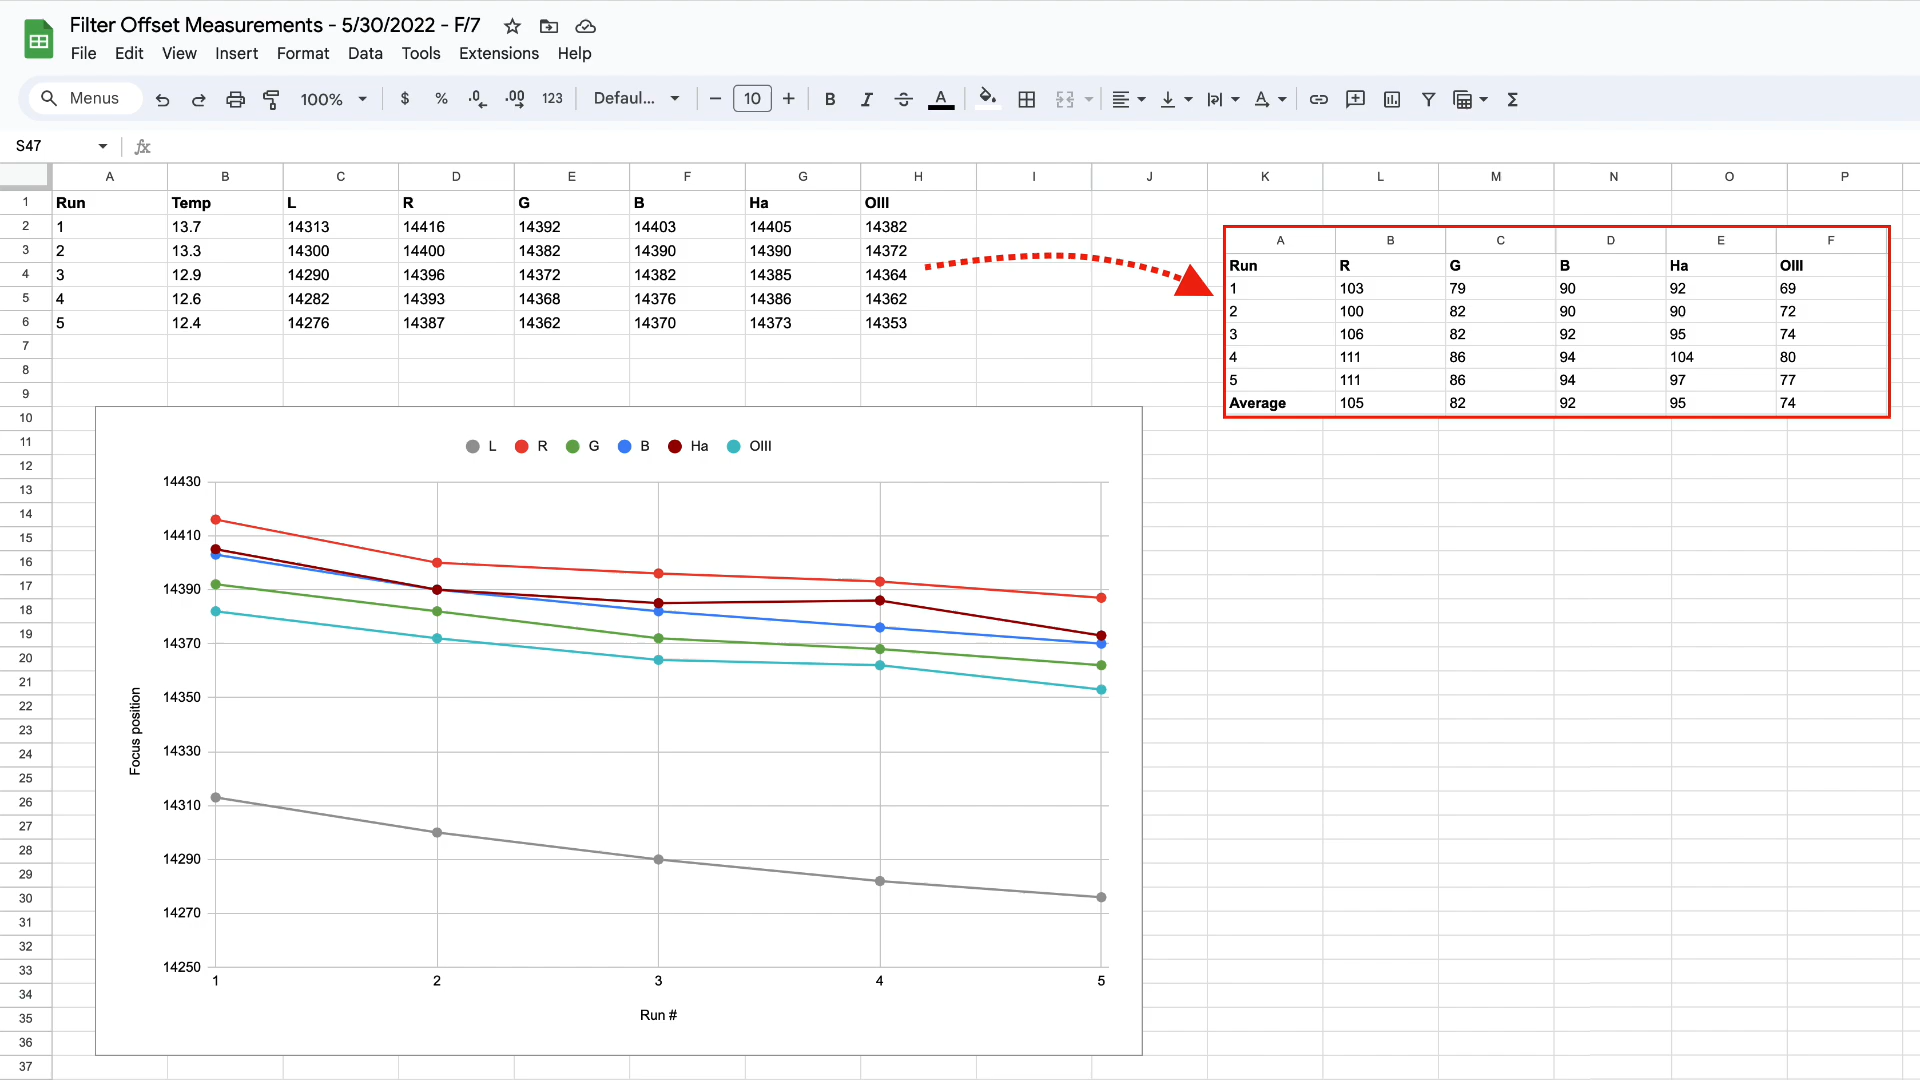 Filter Offset Measurements - 5/30/2022 - F/7
File Edit View Insert Format Data Tools Extensions Help
Menus 100% $ % .0 .00 123 Defaul... 10 B I S A
S47 fx
A B C D E F G H I J K L M N O P
1 Run Temp L R G B Ha OIII
2 1 13.7 14313 14416 14392 14403 14405 14382
3 2 13.3 14300 14400 14382 14390 14390 14372
4 3 12.9 14290 14396 14372 14382 14385 14364
5 4 12.6 14282 14393 14368 14376 14386 14362
6 5 12.4 14276 14387 14362 14370 14373 14353
7
8
9
10
11
12
13
14
15
16
17
18
19
20
21
22
23
24
25
26
27
28
29
30
31
32
33
34
35
36
37
A B C D E F
Run R G B Ha OIII
1 103 79 90 92 69
2 100 82 90 90 72
3 106 82 92 95 74
4 111 86 94 104 80
5 111 86 94 97 77
Average 105 82 92 95 74
L R G B Ha OIII
14430
14410
14390
14370
14350
14330
14310
14290
14270
14250
Focus position
1 2 3 4 5
Run #